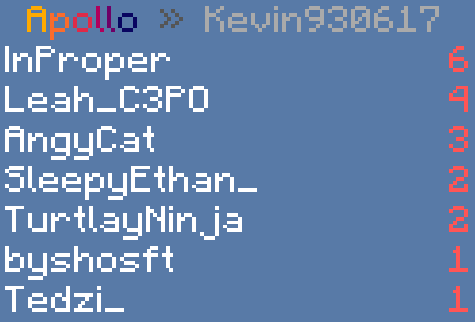 Apollo » Kevin930617
InProper 6
Leah_C3PO 4
AngyCat 3
SleepyEthan_ 2
TurtlayNinja 2
byshosft 1
Tedzi_ 1